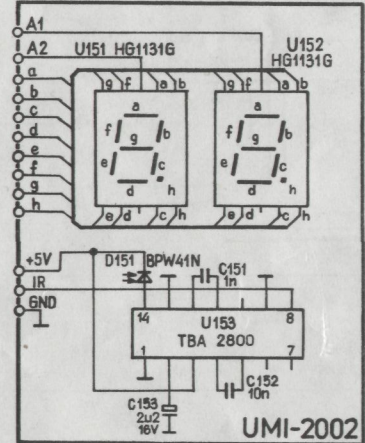 A1
A2
U151 HG1131G
U152
HG1131G
a
b
c
d
e
f
g
h
g f a b
g f a b
a
f b
g
e c
d h
a
f b
g
e c
d h
e d c h
e d c h
+5V
IR
GND
D151 BPW41N
C151
1n
14
8
U153
TBA 2800
1
7
C153
2u2
16V
C152
10n
UMI-2002